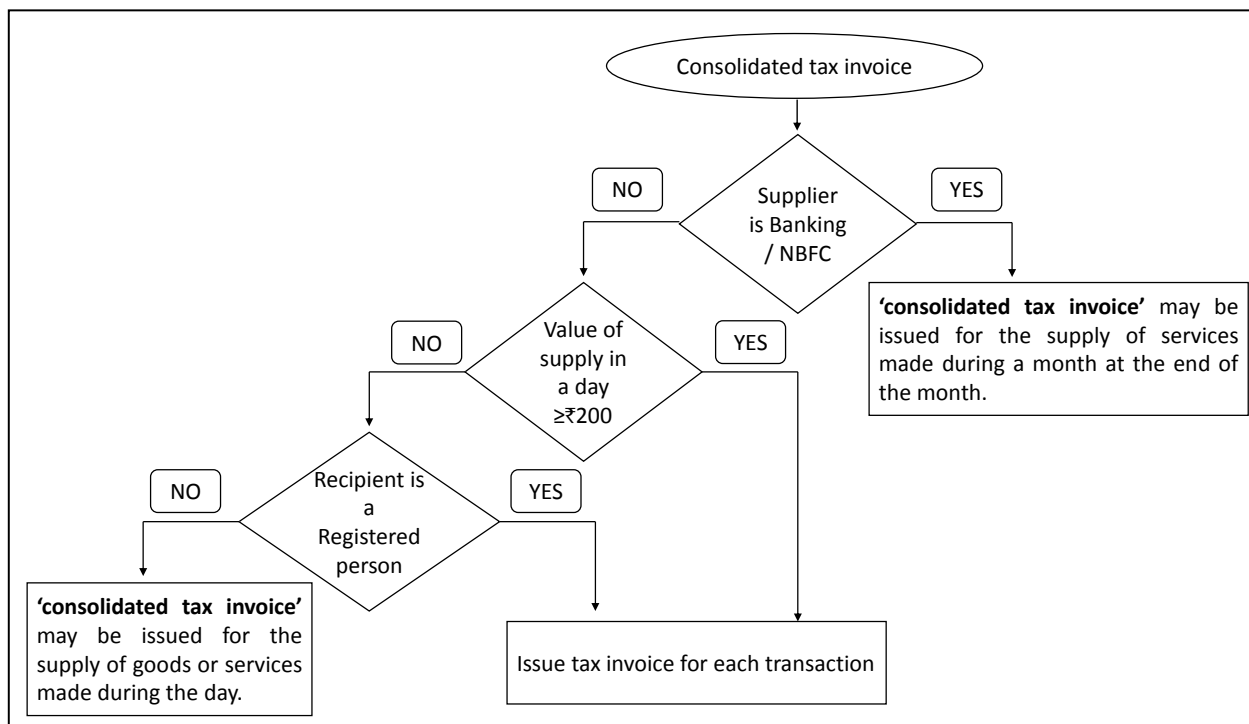 Consolidated tax invoice
NO
Supplier
is Banking
/ NBFC
YES
‘consolidated tax invoice’ may be
issued for the supply of services
made during a month at the end of
the month.
NO
Value of
supply in
a day
≥₹200
YES
NO
Recipient is
a
Registered
person
YES
‘consolidated tax invoice’
may be issued for the
supply of goods or services
made during the day.
Issue tax invoice for each transaction